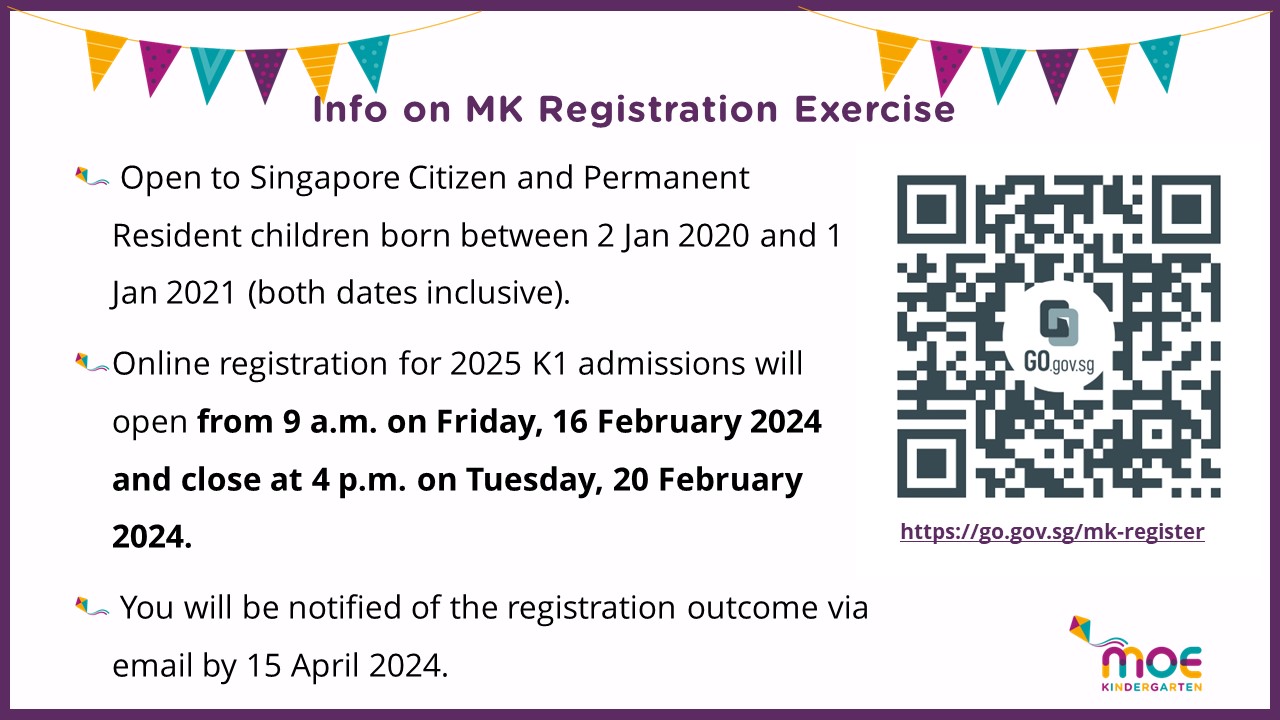 Info on MK Registration Exercise
Open to Singapore Citizen and Permanent
Resident children born between 2 Jan 2020 and 1
Jan 2021 (both dates inclusive).
Online registration for 2025 K1 admissions will
open from 9 a.m. on Friday, 16 February 2024
and close at 4 p.m. on Tuesday, 20 February
2024.
You will be notified of the registration outcome via
email by 15 April 2024.
GO.gov.sg
https://go.gov.sg/mk-register
moe
KINDERGARTEN